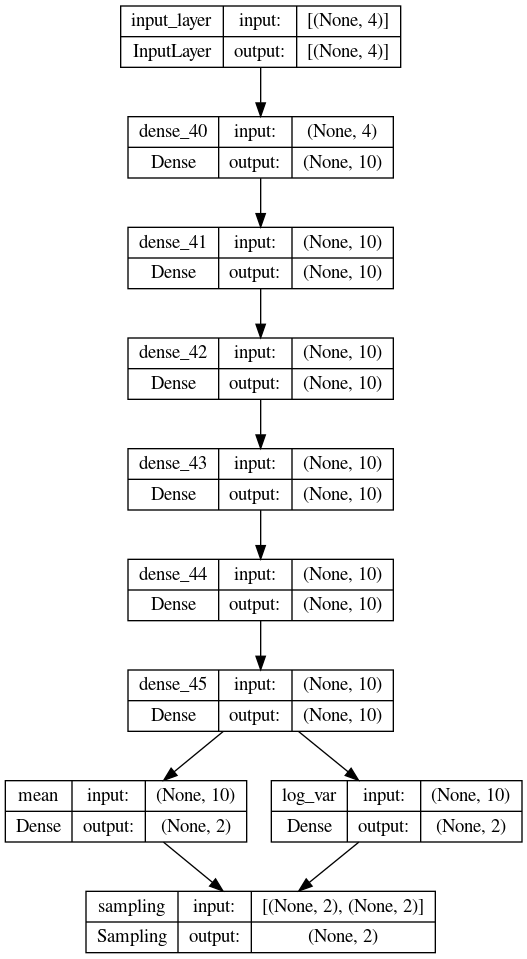 input_layer input: [(None, 4)]
InputLayer output: [(None, 4)]
dense_40 input: (None, 4)
Dense output: (None, 10)
dense_41 input: (None, 10)
Dense output: (None, 10)
dense_42 input: (None, 10)
Dense output: (None, 10)
dense_43 input: (None, 10)
Dense output: (None, 10)
dense_44 input: (None, 10)
Dense output: (None, 10)
dense_45 input: (None, 10)
Dense output: (None, 10)
mean input: (None, 10)
Dense output: (None, 2)
log_var input: (None, 10)
Dense output: (None, 2)
sampling input: [(None, 2), (None, 2)]
Sampling output: (None, 2)